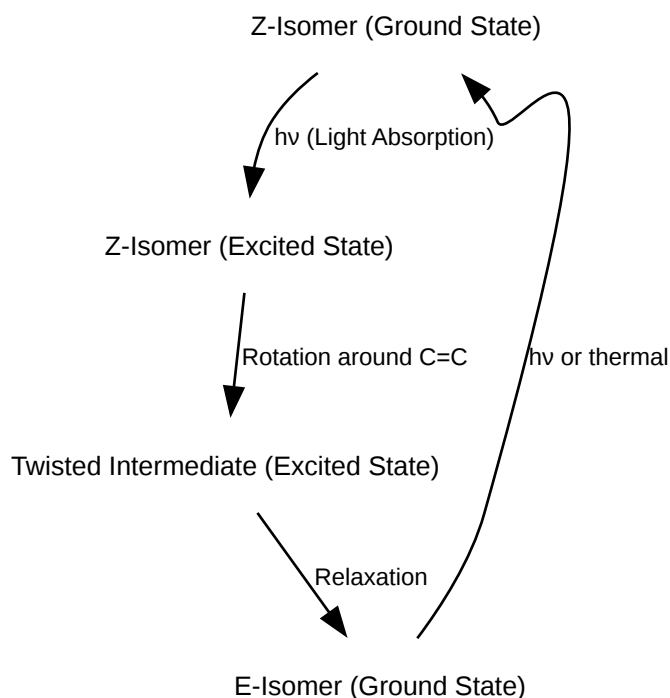 Z-Isomer (Ground State)
hν (Light Absorption)
Z-Isomer (Excited State)
Rotation around C=C
hν or thermal
Twisted Intermediate (Excited State)
Relaxation
E-Isomer (Ground State)